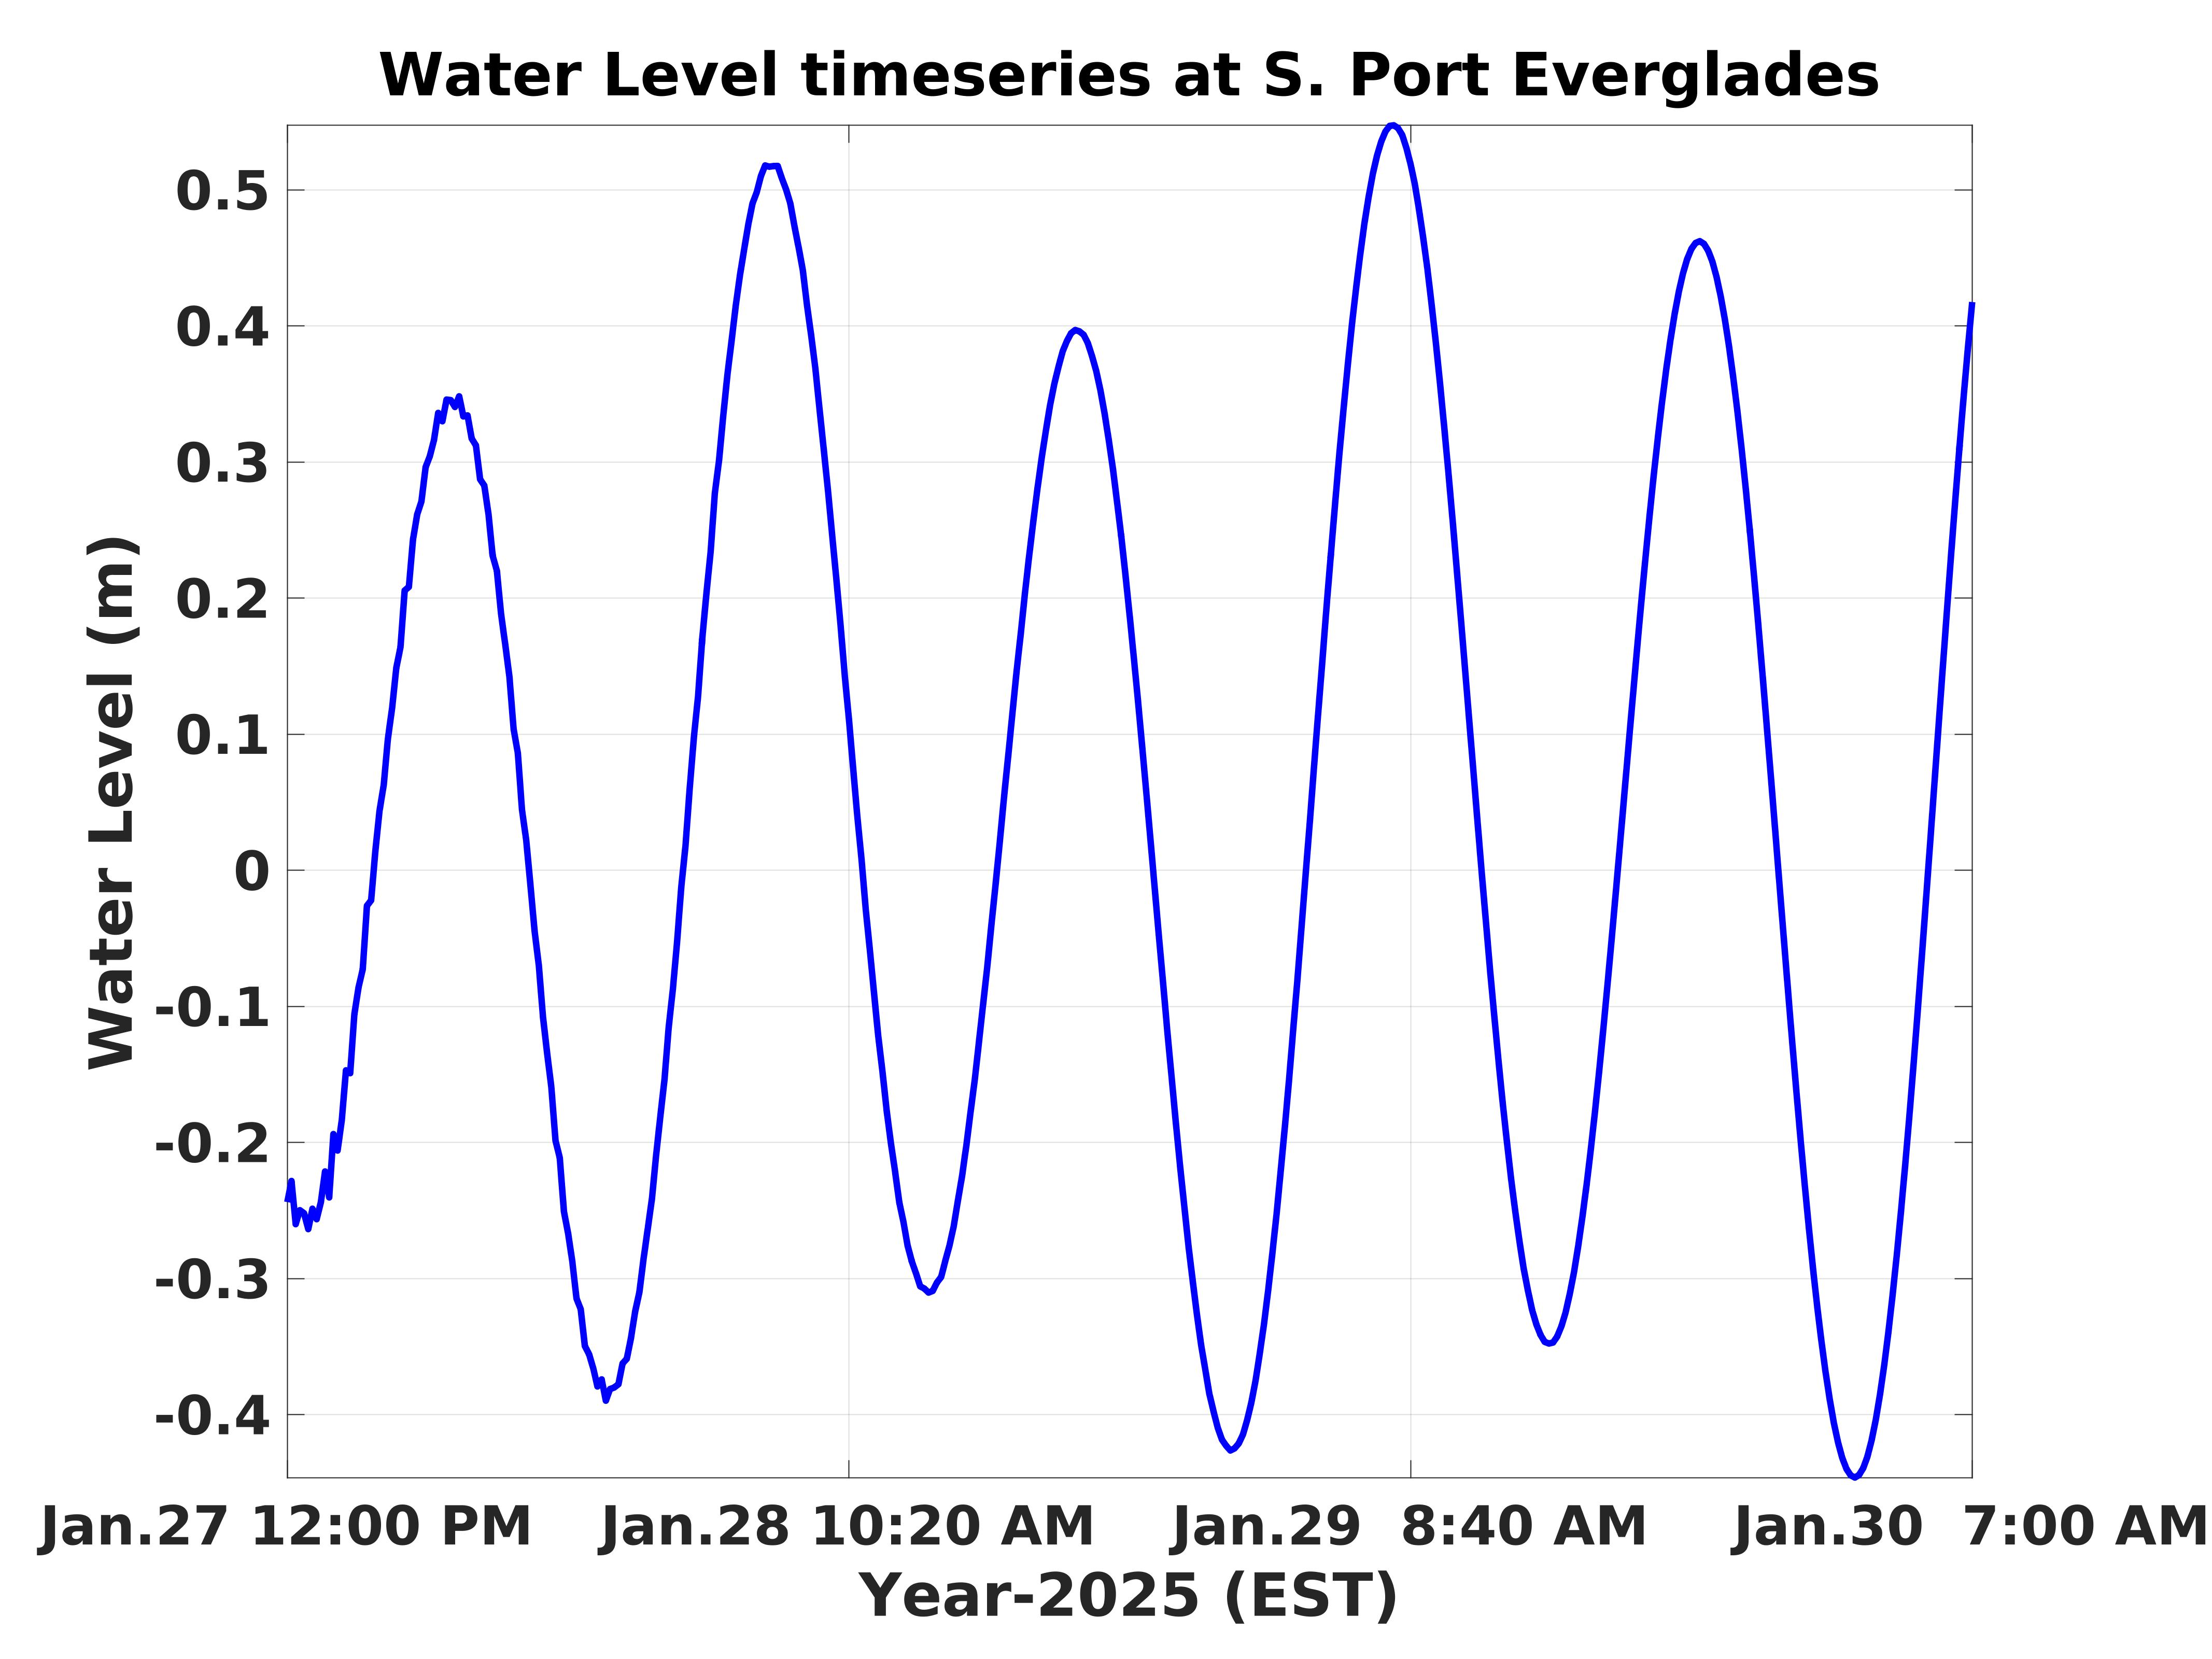 Water Level timeseries at S. Port Everglades
0.5
0.4
0.3
0.2
0.1
0
-0.1
-0.2
-0.3
-0.4
Water Level (m)
Jan.27 12:00 PM Jan.28 10:20 AM Jan.29 8:40 AM Jan.30 7:00 AM
Year-2025 (EST)